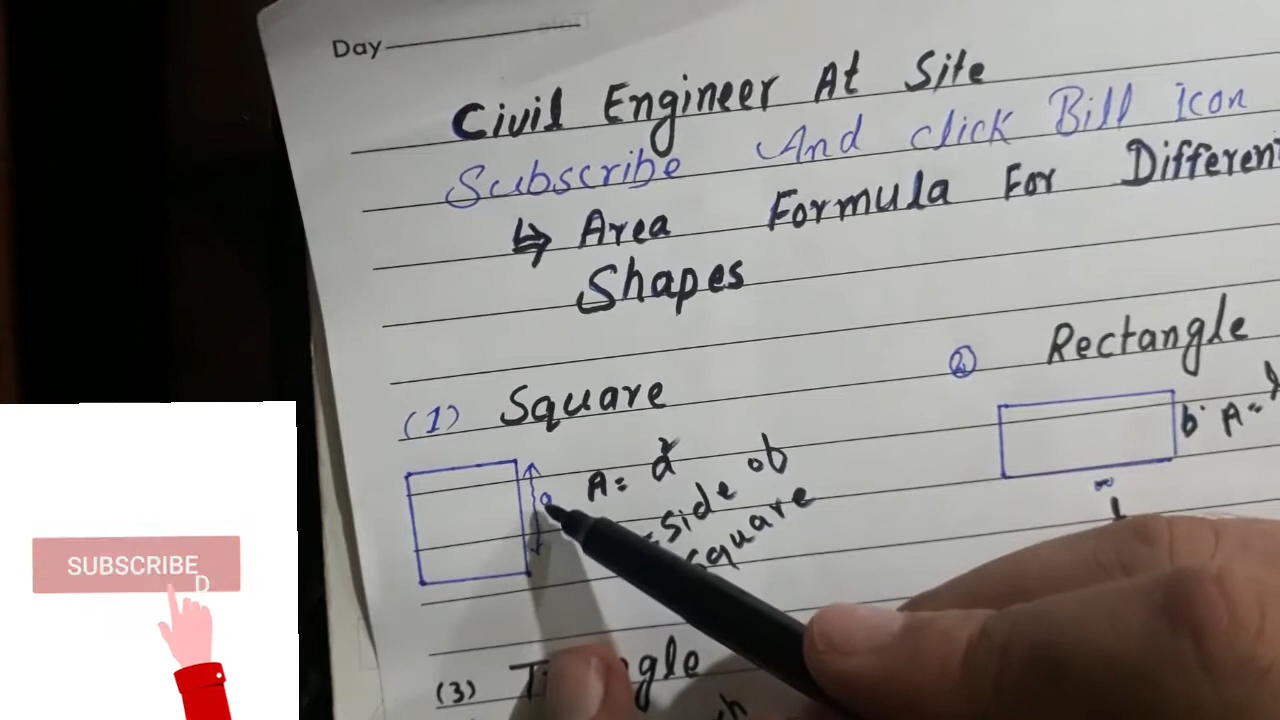 Day
Civil Engineer At Site
Subscribe And click Bill icon
↳ Area Formula For Different
Shapes
(1) Square
a
A = a²
=side of
square
② Rectangle
b
A =
l
(3)
SUBSCRIBE